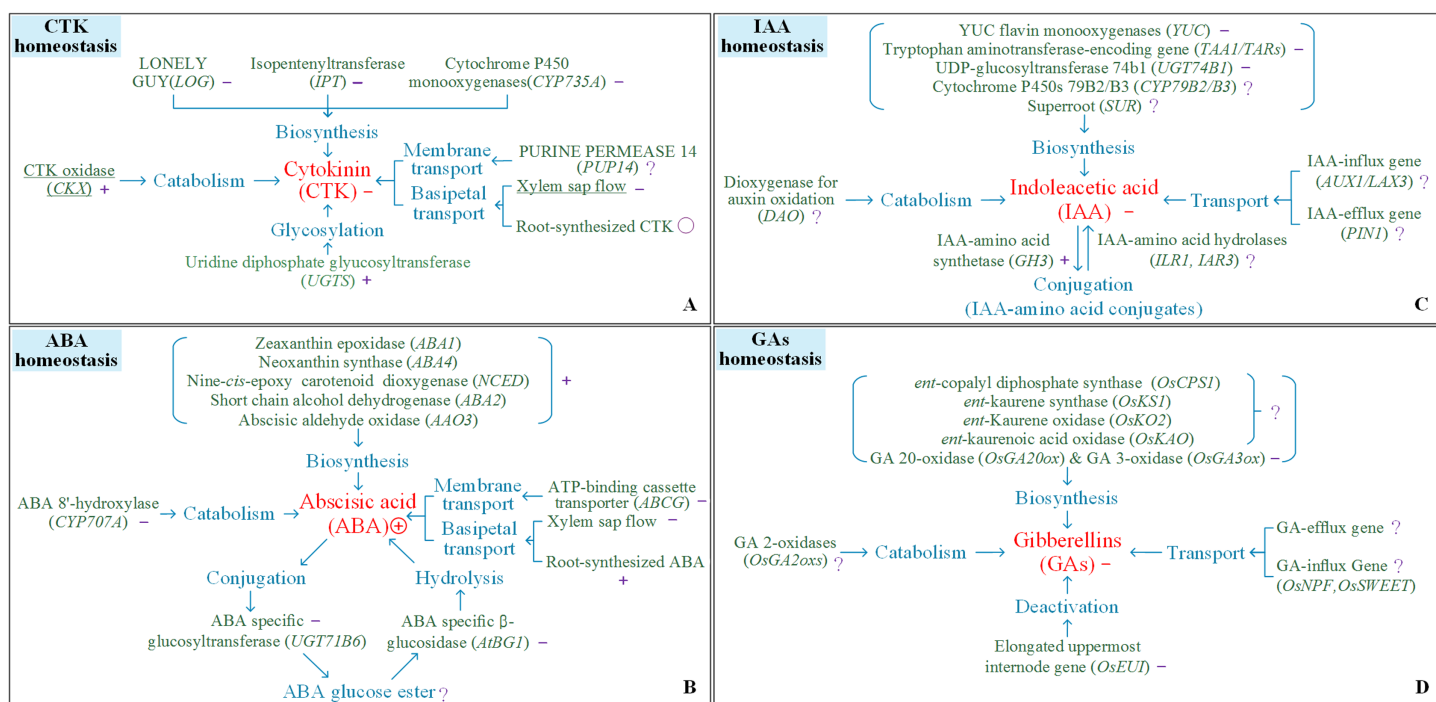 CTK
homeostasis
LONELY
GUY(LOG) −
Isopentenyltransferase
(IPT) −
Cytochrome P450
monooxygenases(CYP735A) −
Biosynthesis
CTK oxidase
(CKX) +
Catabolism
Cytokinin
(CTK) −
Membrane
transport
Basipetal
transport
PURINE PERMEASE 14
(PUP14) ?
Xylem sap flow −
Root-synthesized CTK ○
Glycosylation
Uridine diphosphate glyucosyltransferase
(UGTS) +
A
IAA
homeostasis
YUC flavin monooxygenases (YUC) −
Tryptophan aminotransferase-encoding gene (TAA1/TARs) −
UDP-glucosyltransferase 74b1 (UGT74B1) −
Cytochrome P450s 79B2/B3 (CYP79B2/B3) ?
Superroot (SUR) ?
Biosynthesis
Dioxygenase for
auxin oxidation
(DAO)
?
Catabolism
Indoleacetic acid
(IAA) −
Transport
IAA-influx gene
(AUX1/LAX3) ?
IAA-efflux gene
(PIN1) ?
IAA-amino acid
synthetase (GH3) +
IAA-amino acid hydrolases
(ILR1, IAR3) ?
Conjugation
(IAA-amino acid conjugates)
C
ABA
homeostasis
Zeaxanthin epoxidase (ABA1)
Neoxanthin synthase (ABA4)
Nine-cis-epoxy carotenoid dioxygenase (NCED)
Short chain alcohol dehydrogenase (ABA2)
Abscisic aldehyde oxidase (AAO3)
+
Biosynthesis
ABA 8'-hydroxylase
(CYP707A) −
Catabolism
Abscisic acid
(ABA)⊕
Membrane
transport
Basipetal
transport
ATP-binding cassette
transporter (ABCG) −
Xylem sap flow −
Root-synthesized ABA
+
Conjugation
Hydrolysis
ABA specific −
glucosyltransferase (UGT71B6)
ABA specific β-
glucosidase (AtBG1) −
ABA glucose ester ?
B
GAs
homeostasis
ent-copalyl diphosphate synthase (OsCPS1)
ent-kaurene synthase (OsKS1)
ent-Kaurene oxidase (OsKO2)
ent-kaurenoic acid oxidase (OsKAO)
?
GA 20-oxidase (OsGA20ox) & GA 3-oxidase (OsGA3ox) −
Biosynthesis
GA 2-oxidases
(OsGA2oxs)
?
Catabolism
Gibberellins
(GAs) −
Transport
GA-efflux gene ?
GA-influx Gene ?
(OsNPF,OsSWEET)
Deactivation
Elongated uppermost
internode gene (OsEUI) −
D